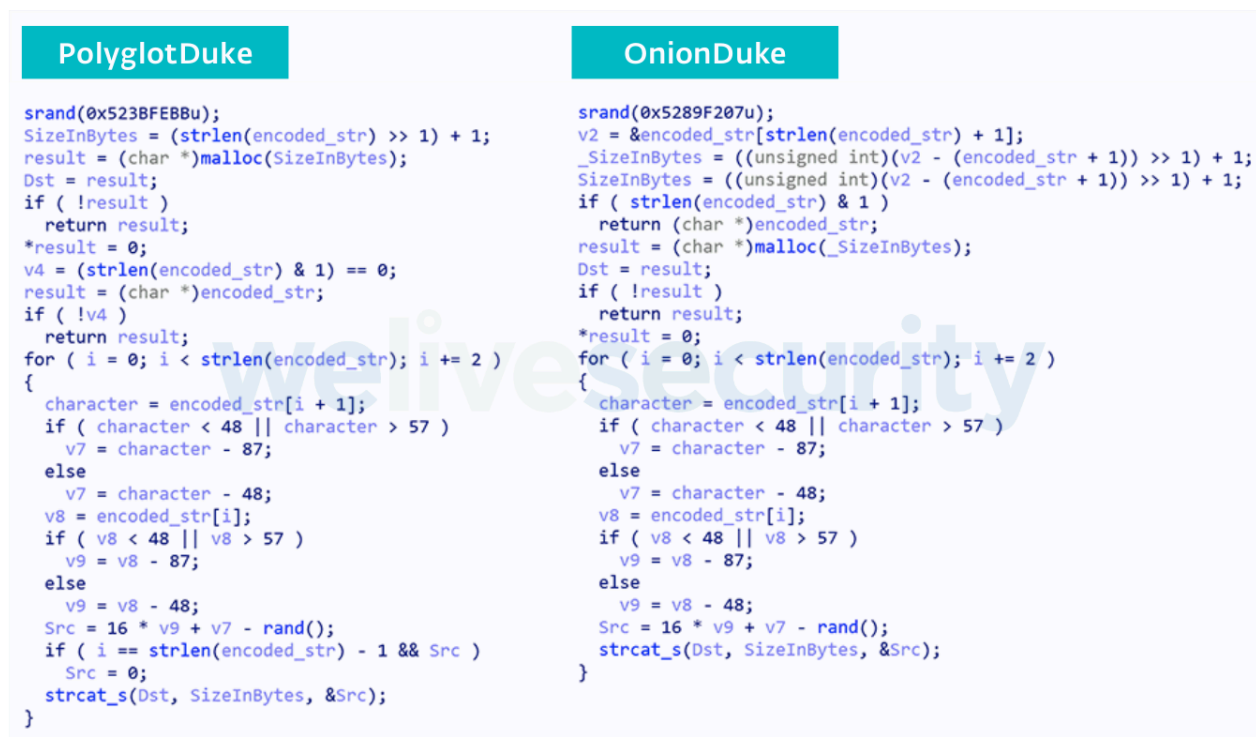 PolyglotDuke
srand(0x523BFEBBu);
SizeInBytes = (strlen(encoded_str) >> 1) + 1;
result = (char *)malloc(SizeInBytes);
Dst = result;
if ( !result )
  return result;
*result = 0;
v4 = (strlen(encoded_str) & 1) == 0;
result = (char *)encoded_str;
if ( !v4 )
  return result;
for ( i = 0; i < strlen(encoded_str); i += 2 )
{
  character = encoded_str[i + 1];
  if ( character < 48 || character > 57 )
    v7 = character - 87;
  else
    v7 = character - 48;
  v8 = encoded_str[i];
  if ( v8 < 48 || v8 > 57 )
    v9 = v8 - 87;
  else
    v9 = v8 - 48;
  Src = 16 * v9 + v7 - rand();
  if ( i == strlen(encoded_str) - 1 && Src )
    Src = 0;
  strcat_s(Dst, SizeInBytes, &Src);
}
OnionDuke
srand(0x5289F207u);
v2 = &encoded_str[strlen(encoded_str) + 1];
_SizeInBytes = ((unsigned int)(v2 - (encoded_str + 1)) >> 1) + 1;
SizeInBytes = ((unsigned int)(v2 - (encoded_str + 1)) >> 1) + 1;
if ( strlen(encoded_str) & 1 )
  return (char *)encoded_str;
result = (char *)malloc(_SizeInBytes);
Dst = result;
if ( !result )
  return result;
*result = 0;
for ( i = 0; i < strlen(encoded_str); i += 2 )
{
  character = encoded_str[i + 1];
  if ( character < 48 || character > 57 )
    v7 = character - 87;
  else
    v7 = character - 48;
  v8 = encoded_str[i];
  if ( v8 < 48 || v8 > 57 )
    v9 = v8 - 87;
  else
    v9 = v8 - 48;
  Src = 16 * v9 + v7 - rand();
  strcat_s(Dst, SizeInBytes, &Src);
}
welivesecurity